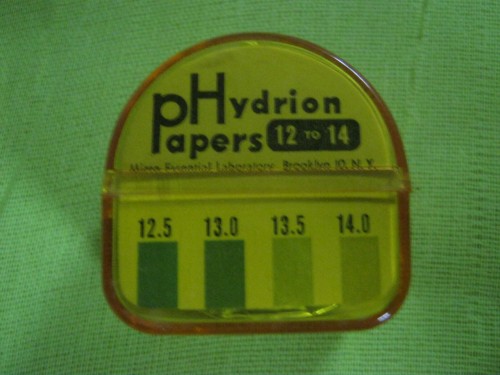 pHydrion
Papers 12 TO 14
Micro Essential Laboratory Brooklyn 10, N.Y.
12.5 13.0 13.5 14.0